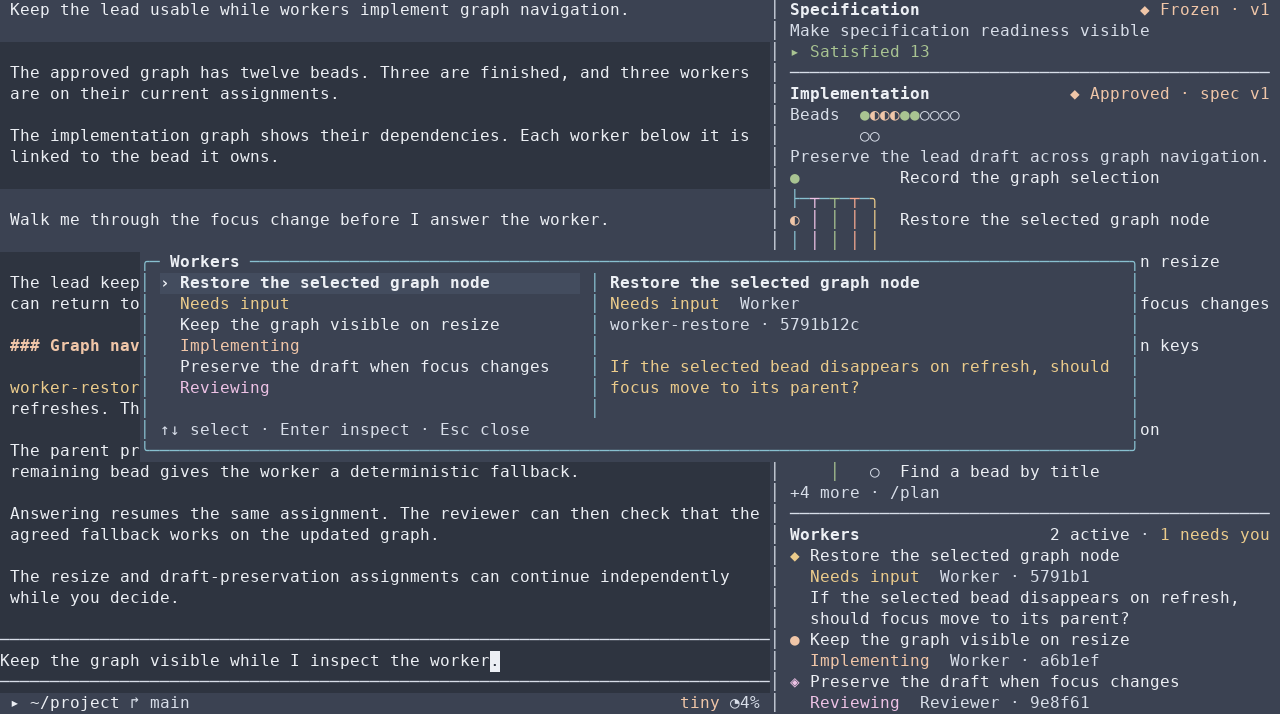 Keep the lead usable while workers implement graph navigation.
The approved graph has twelve beads. Three are finished, and three workers
are on their current assignments.
The implementation graph shows their dependencies. Each worker below it is
linked to the bead it owns.
Walk me through the focus change before I answer the worker.
The lead keep
can return to
### Graph nav
worker-restor
refreshes. Th
The parent pr
remaining bead gives the worker a deterministic fallback.
Answering resumes the same assignment. The reviewer can then check that the
agreed fallback works on the updated graph.
The resize and draft-preservation assignments can continue independently
while you decide.
Keep the graph visible while I inspect the worker.
▸ ~/project ↱ main tiny ◔4%
Workers
› Restore the selected graph node
Needs input
Keep the graph visible on resize
Implementing
Preserve the draft when focus changes
Reviewing
↑↓ select · Enter inspect · Esc close
Restore the selected graph node
Needs input Worker
worker-restore · 5791b12c
If the selected bead disappears on refresh, should
focus move to its parent?
Specification ◆ Frozen · v1
Make specification readiness visible
▸ Satisfied 13
Implementation ◆ Approved · spec v1
Beads ●◐◐◐●●○○○○
○○
Preserve the lead draft across graph navigation.
● Record the graph selection
◐ Restore the selected graph node
n resize
focus changes
n keys
on
○ Find a bead by title
+4 more · /plan
Workers 2 active · 1 needs you
◆ Restore the selected graph node
Needs input Worker · 5791b1
If the selected bead disappears on refresh,
should focus move to its parent?
● Keep the graph visible on resize
Implementing Worker · a6b1ef
◈ Preserve the draft when focus changes
Reviewing Reviewer · 9e8f61